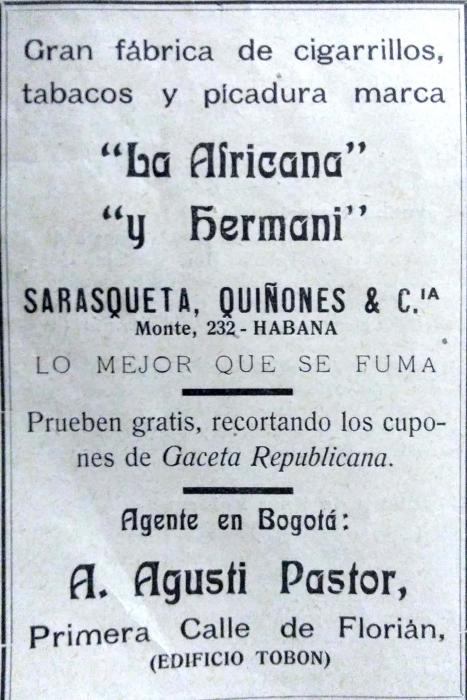 Gran fábrica de cigarrillos,
tabacos y picadura marca
“La Africana”
“y Hermani”
SARASQUETA, QUIÑONES & C.IA
Monte, 232 - HABANA
LO MEJOR QUE SE FUMA
Prueben gratis, recortando los cupo-
nes de Gaceta Republicana.
Agente en Bogotá:
A. Agusti Pastor,
Primera Calle de Florián,
(EDIFICIO TOBON)